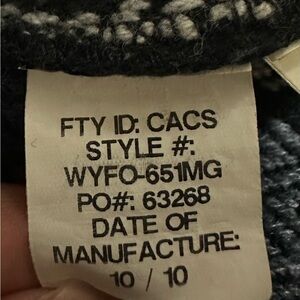 FTY ID: CACS
STYLE #:
WYFO-651MG
PO#: 63268
DATE OF
MANUFACTURE:
10 / 10